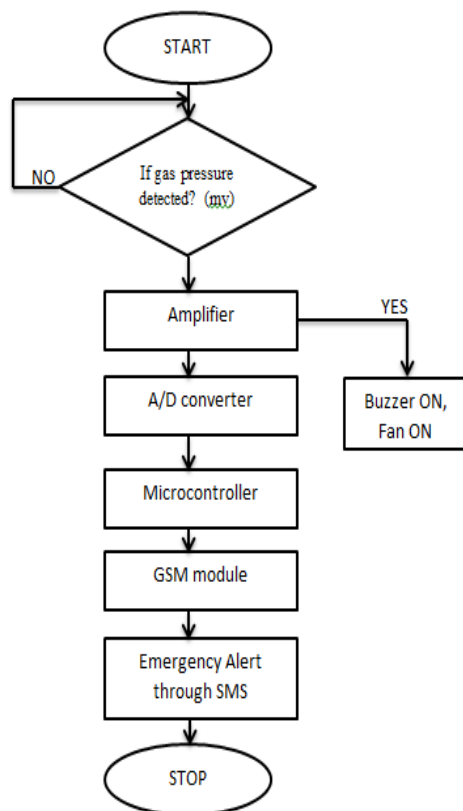 START
NO
If gas pressure
detected? (mv)
Amplifier
YES
A/D converter
Buzzer ON,
Fan ON
Microcontroller
GSM module
Emergency Alert
through SMS
STOP